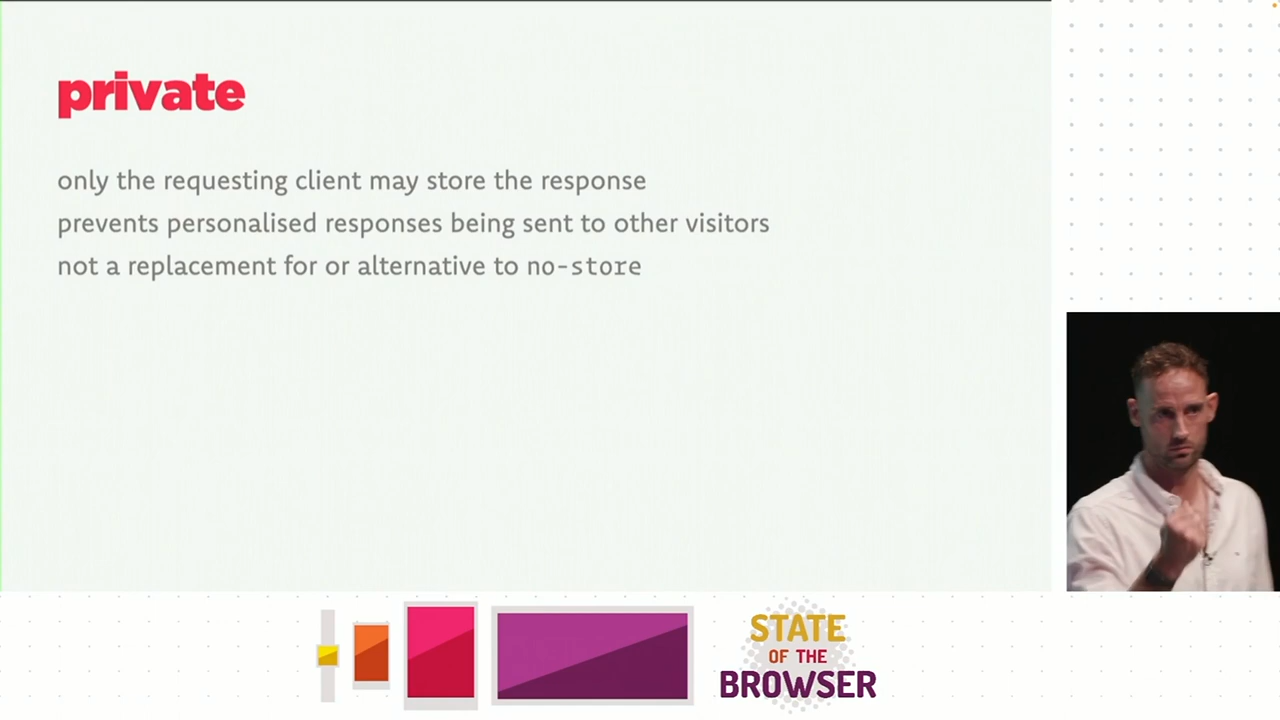 private
only the requesting client may store the response
prevents personalised responses being sent to other visitors
not a replacement for or alternative to no-store
STATE
OF THE
BROWSER